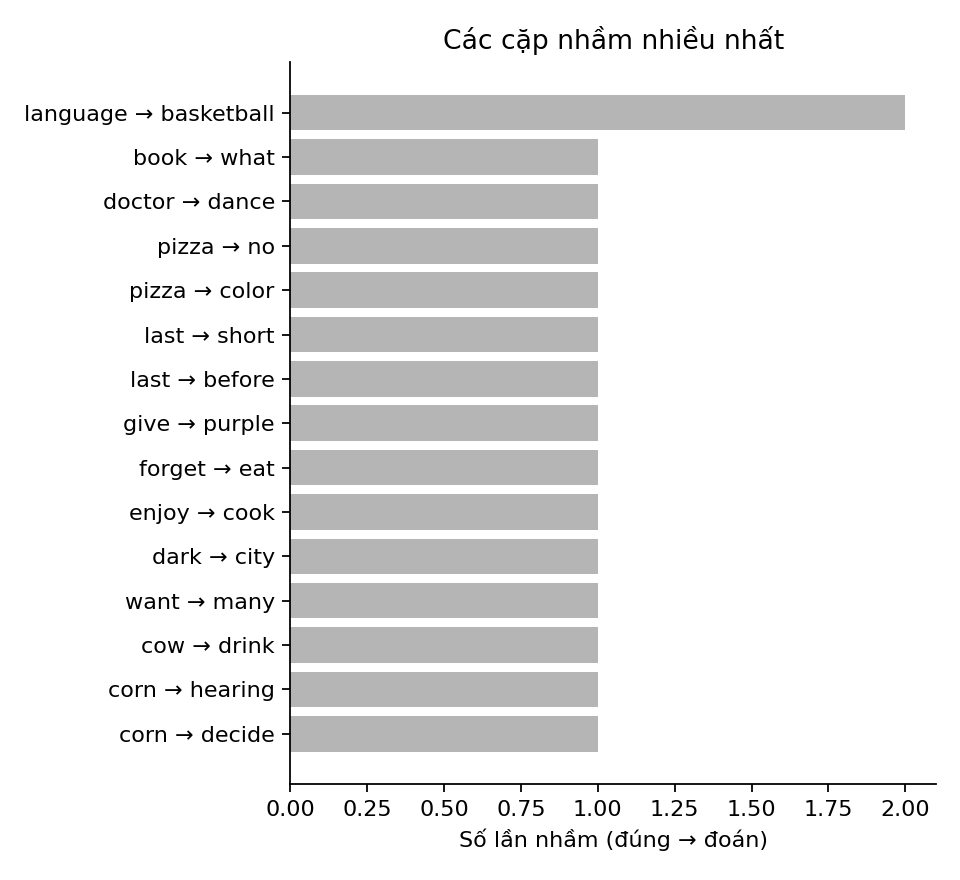 Các cặp nhầm nhiều nhất
language → basketball
book → what
doctor → dance
pizza → no
pizza → color
last → short
last → before
give → purple
forget → eat
enjoy → cook
dark → city
want → many
cow → drink
corn → hearing
corn → decide
0.00 0.25 0.50 0.75 1.00 1.25 1.50 1.75 2.00
Số lần nhầm (đúng → đoán)